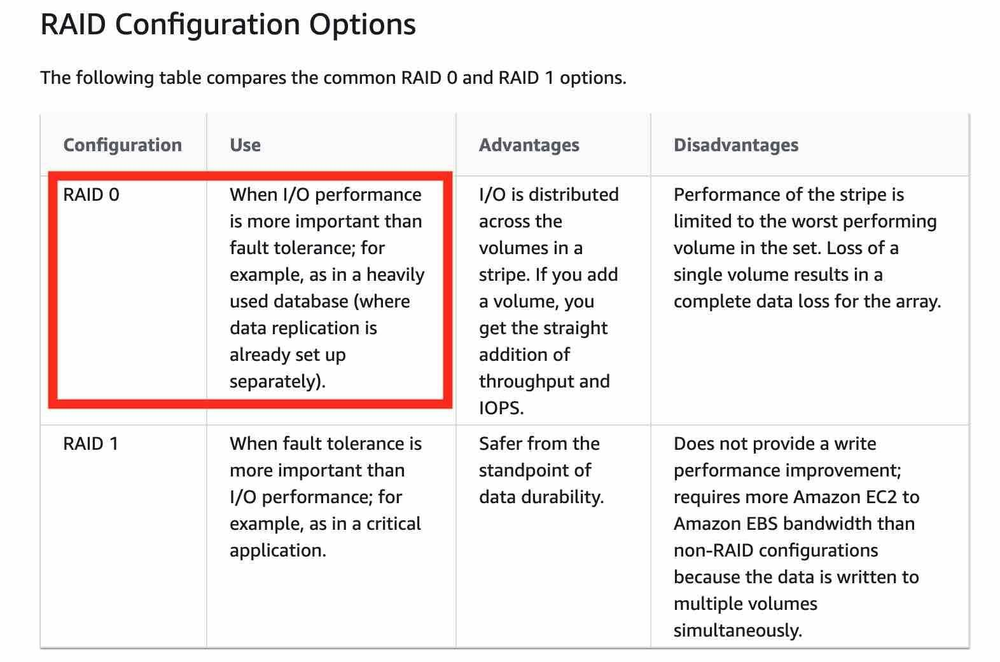 RAID Configuration Options
The following table compares the common RAID 0 and RAID 1 options.
Configuration
Use
Advantages
Disadvantages
RAID 0
When I/O performance
is more important than
fault tolerance; for
example, as in a heavily
used database (where
data replication is
already set up
separately).
I/O is distributed
across the
volumes in a
stripe. If you add
a volume, you
get the straight
addition of
throughput and
IOPS.
Performance of the stripe is
limited to the worst performing
volume in the set. Loss of a
single volume results in a
complete data loss for the array.
RAID 1
When fault tolerance is
more important than
I/O performance; for
example, as in a critical
application.
Safer from the
standpoint of
data durability.
Does not provide a write
performance improvement;
requires more Amazon EC2 to
Amazon EBS bandwidth than
non-RAID configurations
because the data is written to
multiple volumes
simultaneously.